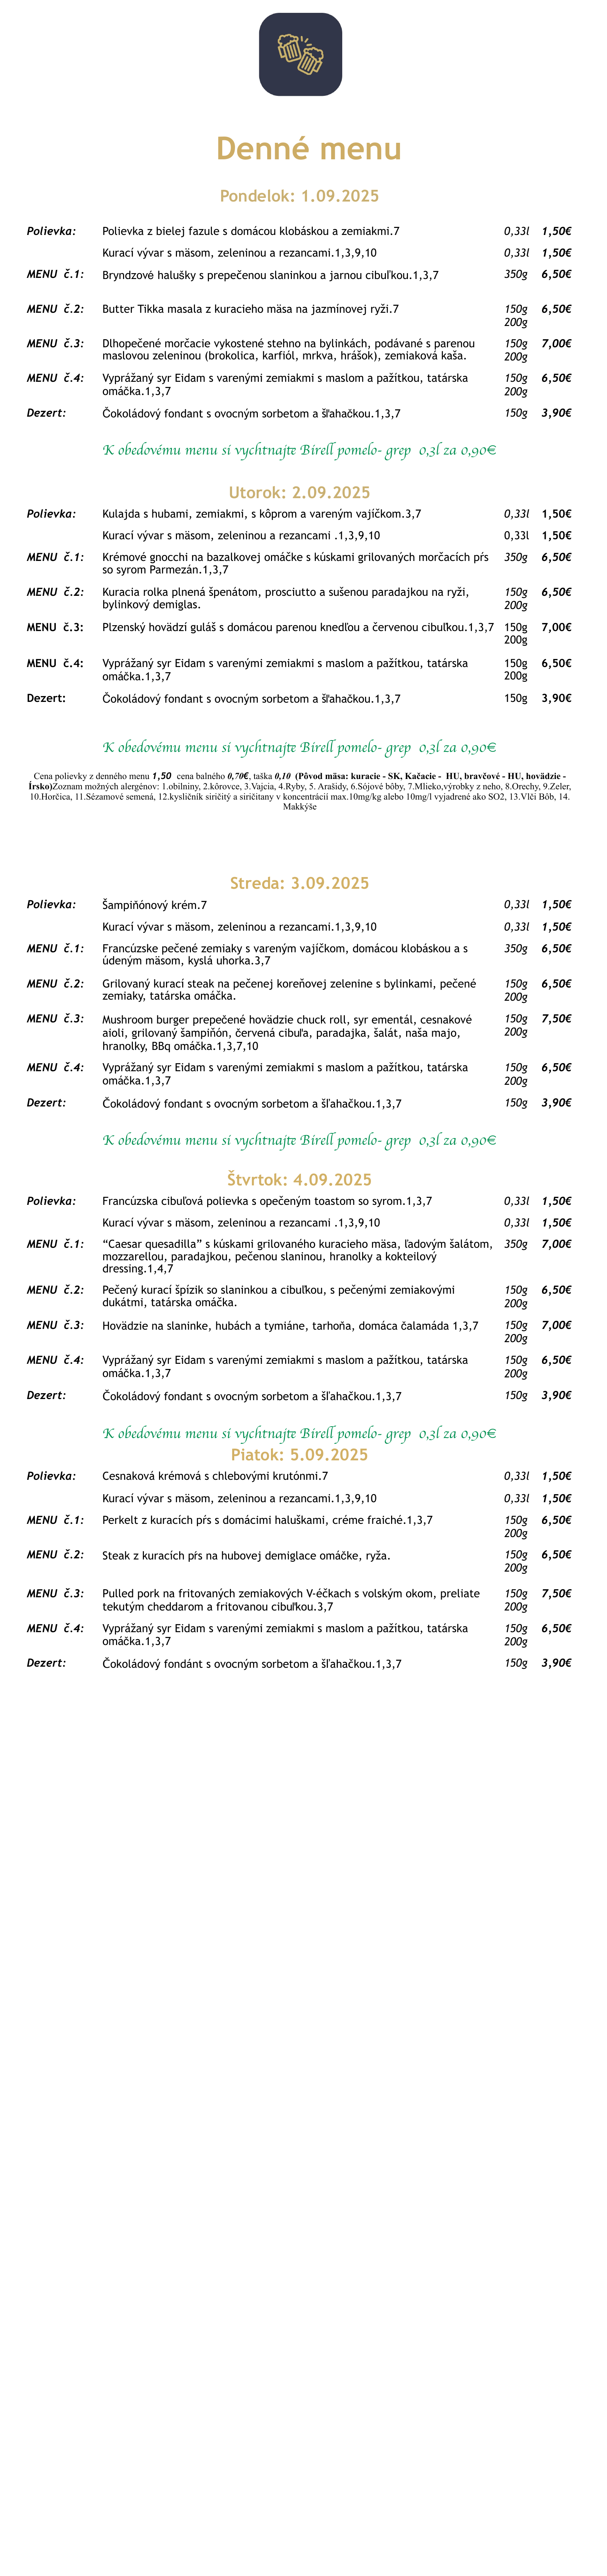 Denné menu
Pondelok: 1.09.2025
Polievka: Polievka z bielej fazule s domácou klobáskou a zemiakmi.7 0,33l 1,50€
Kurací vývar s mäsom, zeleninou a rezancami.1,3,9,10 0,33l 1,50€
MENU č.1: Bryndzové halušky s prepečenou slaninkou a jarnou cibuľkou.1,3,7 350g 6,50€
MENU č.2: Butter Tikka masala z kuracieho mäsa na jazmínovej ryži.7 150g 6,50€
200g
MENU č.3: Dlhopečené morčacie vykostené stehno na bylinkách, podávané s parenou 150g 7,00€
maslovou zeleninou (brokolica, karfiól, mrkva, hrášok), zemiaková kaša. 200g
MENU č.4: Vyprážaný syr Eidam s varenými zemiakmi s maslom a pažítkou, tatárska 150g 6,50€
omáčka.1,3,7 200g
Dezert: Čokoládový fondant s ovocným sorbetom a šľahačkou.1,3,7 150g 3,90€
K obedovému menu si vychtnajte Birell pomelo- grep 0,3l za 0,90€
Utorok: 2.09.2025
Polievka: Kulajda s hubami, zemiakmi, s kôprom a vareným vajíčkom.3,7 0,33l 1,50€
Kurací vývar s mäsom, zeleninou a rezancami .1,3,9,10 0,33l 1,50€
MENU č.1: Krémové gnocchi na bazalkovej omáčke s kúskami grilovaných morčacích pŕs 350g 6,50€
so syrom Parmezán.1,3,7
MENU č.2: Kuracia rolka plnená špenátom, prosciutto a sušenou paradajkou na ryži, 150g 6,50€
bylinkový demiglas. 200g
MENU č.3: Plzenský hovädzí guláš s domácou parenou knedľou a červenou cibuľkou.1,3,7 150g 7,00€
200g
MENU č.4: Vyprážaný syr Eidam s varenými zemiakmi s maslom a pažítkou, tatárska 150g 6,50€
omáčka.1,3,7 200g
Dezert: Čokoládový fondant s ovocným sorbetom a šľahačkou.1,3,7 150g 3,90€
K obedovému menu si vychtnajte Birell pomelo- grep 0,3l za 0,90€
Cena polievky z denného menu 1,50 cena balného 0,70€, taška 0,10 (Pôvod mäsa: kuracie - SK, Kačacie - HU, bravčové - HU, hovädzie -
Írsko)Zoznam možných alergénov: 1.obilniny, 2.kôrovce, 3.Vajcia, 4.Ryby, 5. Arašidy, 6.Sójové bôby, 7.Mlieko,výrobky z neho, 8.Orechy, 9.Zeler,
10.Horčica, 11.Sézamové semená, 12.kysličník siričitý a siričitany v koncentrácii max.10mg/kg alebo 10mg/l vyjadrené ako SO2, 13.Vlčí Bôb, 14.
Makkýše
Streda: 3.09.2025
Polievka: Šampiňónový krém.7 0,33l 1,50€
Kurací vývar s mäsom, zeleninou a rezancami.1,3,9,10 0,33l 1,50€
MENU č.1: Francúzske pečené zemiaky s vareným vajíčkom, domácou klobáskou a s 350g 6,50€
údeným mäsom, kyslá uhorka.3,7
MENU č.2: Grilovaný kurací steak na pečenej koreňovej zelenine s bylinkami, pečené 150g 6,50€
zemiaky, tatárska omáčka. 200g
MENU č.3: Mushroom burger prepečené hovädzie chuck roll, syr ementál, cesnakové 150g 7,50€
aioli, grilovaný šampiňón, červená cibuľa, paradajka, šalát, naša majo, 200g
hranolky, BBq omáčka.1,3,7,10
MENU č.4: Vyprážaný syr Eidam s varenými zemiakmi s maslom a pažítkou, tatárska 150g 6,50€
omáčka.1,3,7 200g
Dezert: Čokoládový fondant s ovocným sorbetom a šľahačkou.1,3,7 150g 3,90€
K obedovému menu si vychtnajte Birell pomelo- grep 0,3l za 0,90€
Štvrtok: 4.09.2025
Polievka: Francúzska cibuľová polievka s opečeným toastom so syrom.1,3,7 0,33l 1,50€
Kurací vývar s mäsom, zeleninou a rezancami .1,3,9,10 0,33l 1,50€
MENU č.1: “Caesar quesadilla” s kúskami grilovaného kuracieho mäsa, ľadovým šalátom, 350g 7,00€
mozzarellou, paradajkou, pečenou slaninou, hranolky a kokteilový
dressing.1,4,7
MENU č.2: Pečený kurací špízik so slaninkou a cibuľkou, s pečenými zemiakovými 150g 6,50€
dukátmi, tatárska omáčka. 200g
MENU č.3: Hovädzie na slaninke, hubách a tymiáne, tarhoňa, domáca čalamáda 1,3,7 150g 7,00€
200g
MENU č.4: Vyprážaný syr Eidam s varenými zemiakmi s maslom a pažítkou, tatárska 150g 6,50€
omáčka.1,3,7 200g
Dezert: Čokoládový fondant s ovocným sorbetom a šľahačkou.1,3,7 150g 3,90€
K obedovému menu si vychtnajte Birell pomelo- grep 0,3l za 0,90€
Piatok: 5.09.2025
Polievka: Cesnaková krémová s chlebovými krutónmi.7 0,33l 1,50€
Kurací vývar s mäsom, zeleninou a rezancami.1,3,9,10 0,33l 1,50€
MENU č.1: Perkelt z kuracích pŕs s domácimi haluškami, créme fraiché.1,3,7 150g 6,50€
200g
MENU č.2: Steak z kuracích pŕs na hubovej demiglace omáčke, ryža. 150g 6,50€
200g
MENU č.3: Pulled pork na fritovaných zemiakových V-éčkach s volským okom, preliate 150g 7,50€
tekutým cheddarom a fritovanou cibuľkou.3,7 200g
MENU č.4: Vyprážaný syr Eidam s varenými zemiakmi s maslom a pažítkou, tatárska 150g 6,50€
omáčka.1,3,7 200g
Dezert: Čokoládový fondánt s ovocným sorbetom a šľahačkou.1,3,7 150g 3,90€